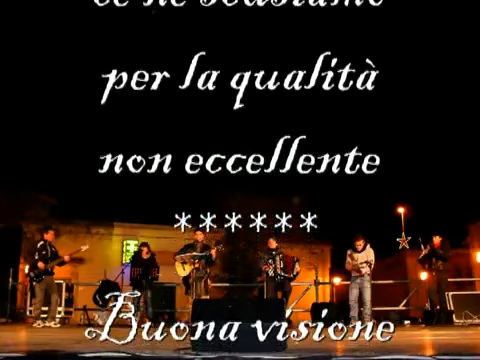 per la qualità
non eccellente
******
Buona visione